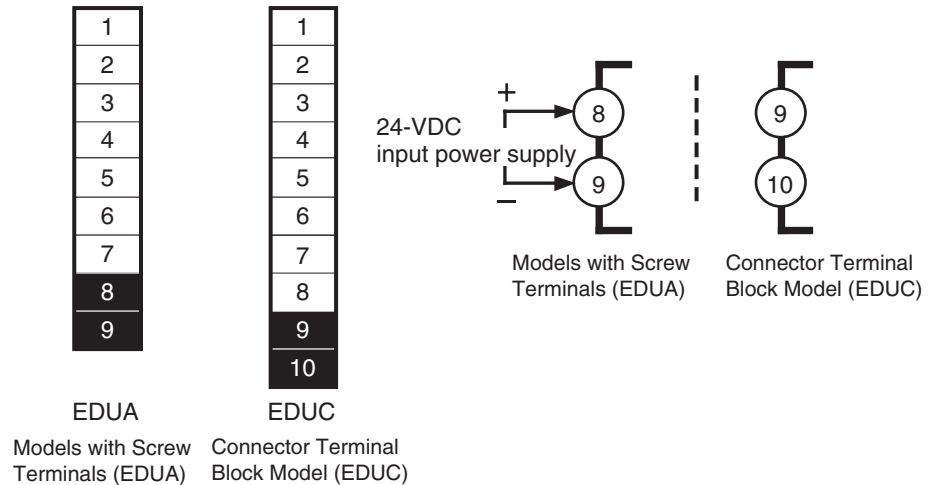 1
2
3
4
5
6
7
8
9
EDUA
Models with Screw
Terminals (EDUA)
1
2
3
4
5
6
7
8
9
10
EDUC
Connector Terminal
Block Model (EDUC)
24-VDC
input power supply
+
−
8
9
Models with Screw
Terminals (EDUA)
9
10
Connector Terminal
Block Model (EDUC)